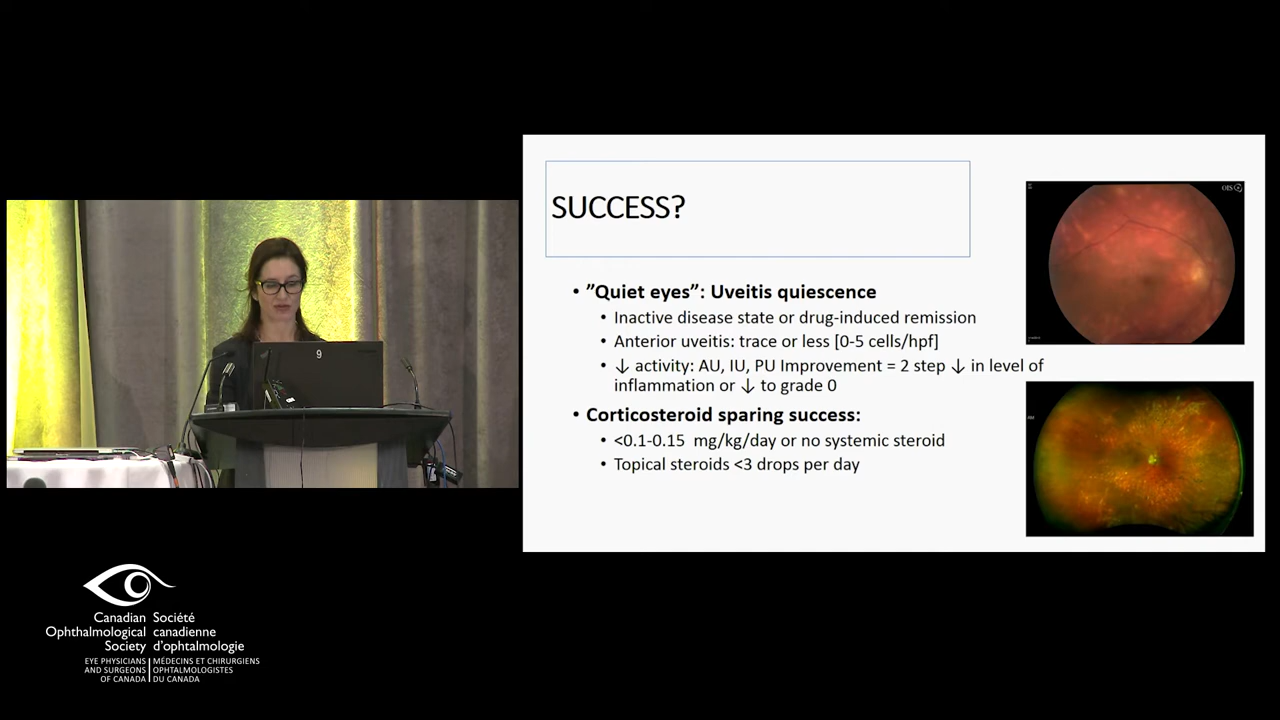 SUCCESS?
OIS
• ”Quiet eyes”: Uveitis quiescence
• Inactive disease state or drug-induced remission
• Anterior uveitis: trace or less [0-5 cells/hpf]
• ↓ activity: AU, IU, PU Improvement = 2 step ↓ in level of
inflammation or ↓ to grade 0
• Corticosteroid sparing success:
• <0.1-0.15 mg/kg/day or no systemic steroid
• Topical steroids <3 drops per day
9
Canadian Société
Ophthalmological canadienne
Society d'ophtalmologie
EYE PHYSICIANS MÉDECINS ET CHIRURGIENS
AND SURGEONS OPHTALMOLOGISTES
OF CANADA DU CANADA